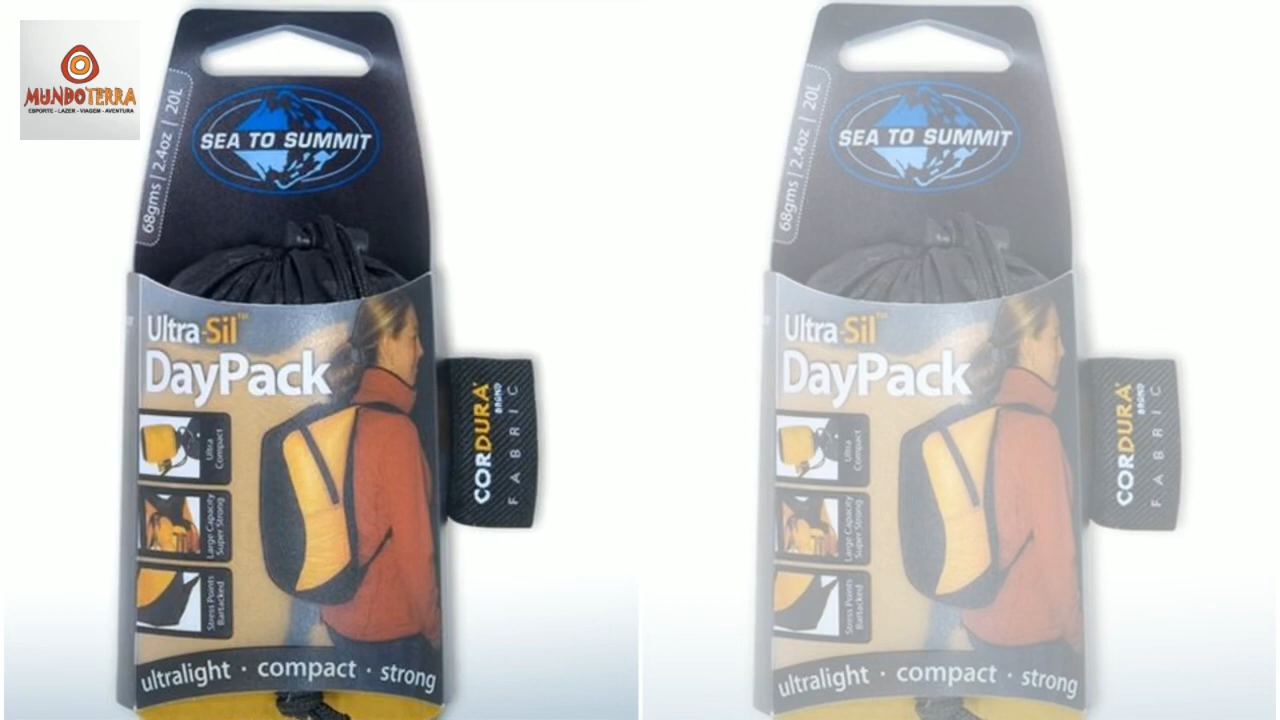 MUNDOTERRA
ESPORTE - LAZER - VIAGEM - AVENTURA
68gms | 2.4oz | 20L
SEA TO SUMMIT
Ultra-Sil™
DayPack
Ultra
Compact
Large Capacity
Super Strong
Stress Points
Bartacked
CORDURA®
BRAND
FABRIC
ultralight · compact · strong
68gms | 2.4oz | 20L
SEA TO SUMMIT
Ultra-Sil™
DayPack
Ultra
Compact
Large Capacity
Super Strong
Stress Points
Bartacked
CORDURA®
BRAND
FABRIC
ultralight · compact · strong